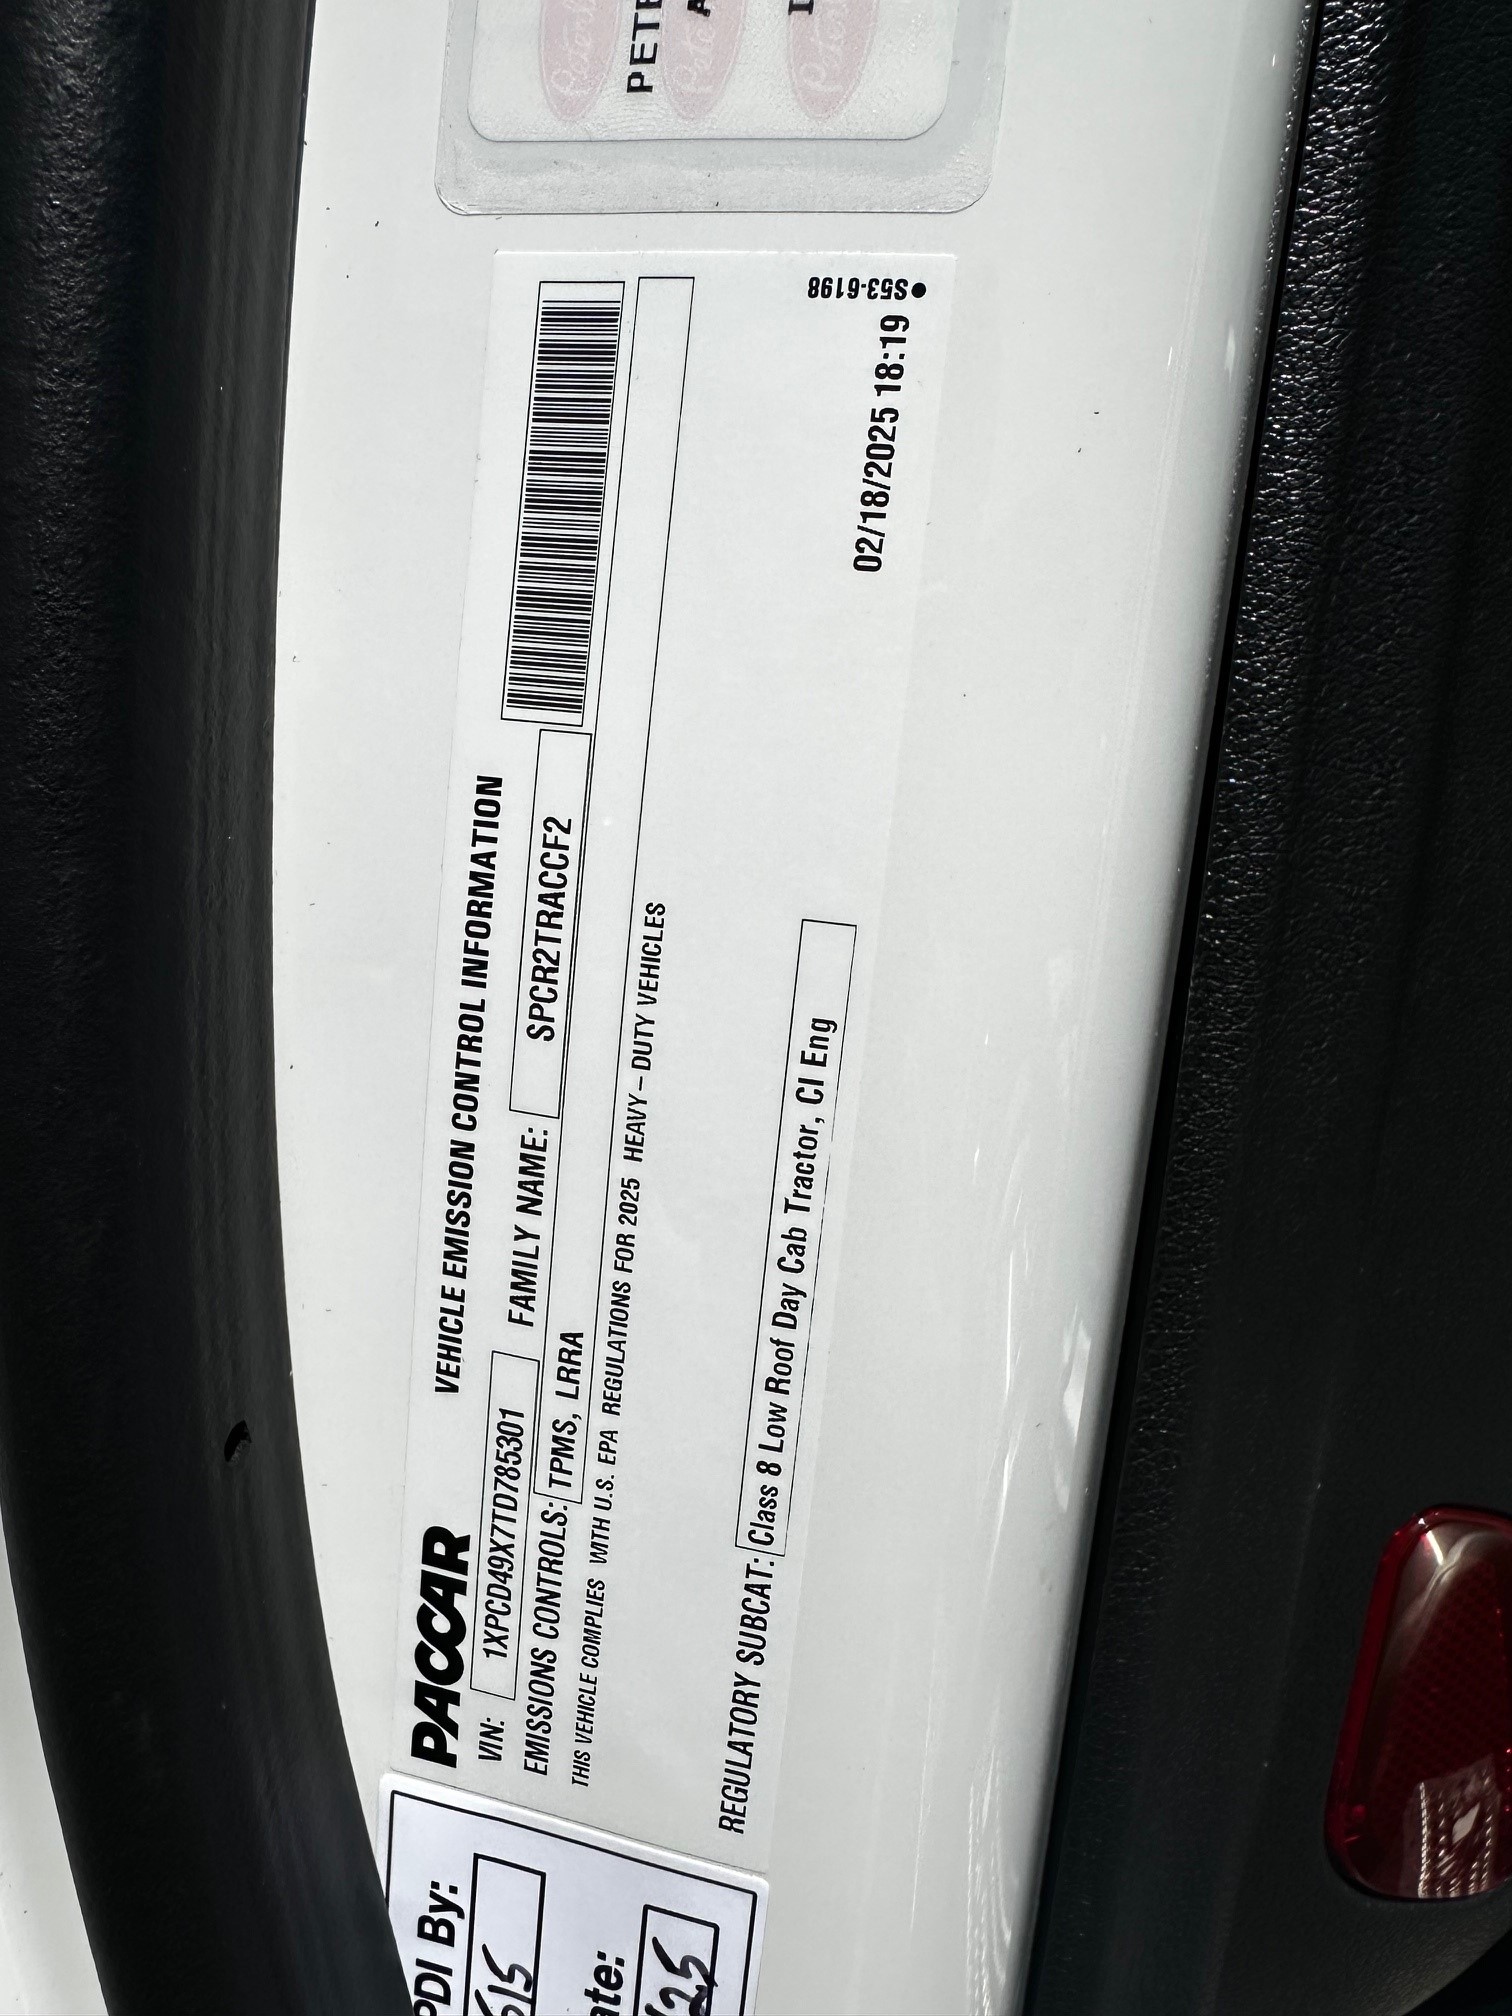 PACCAR
VEHICLE EMISSION CONTROL INFORMATION
VIN: 1XPCD49X7TD785301 FAMILY NAME: SPCR2TRACCF2
EMISSIONS CONTROLS: TPMS, LRRA
THIS VEHICLE COMPLIES WITH U.S. EPA REGULATIONS FOR 2025 HEAVY-DUTY VEHICLES
REGULATORY SUBCAT: Class 8 Low Roof Day Cab Tractor, CI Eng
02/18/2025 18:19
●S53-6198
PDI By: